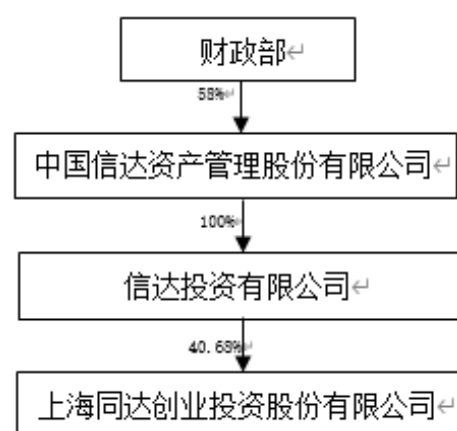 财政部
58%
中国信达资产管理股份有限公司
100%
信达投资有限公司
40.68%
上海同达创业投资股份有限公司